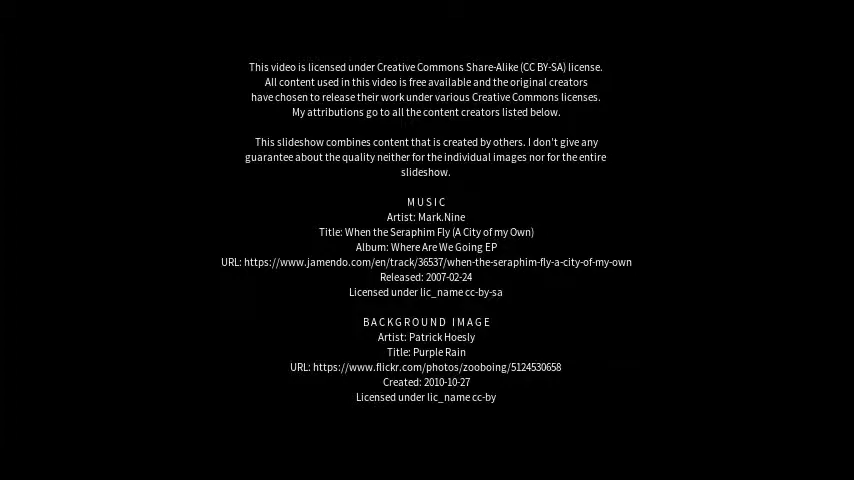 This video is licensed under Creative Commons Share-Alike (CC BY-SA) license.
All content used in this video is free available and the original creators
have chosen to release their work under various Creative Commons licenses.
My attributions go to all the content creators listed below.
This slideshow combines content that is created by others. I don't give any
guarantee about the quality neither for the individual images nor for the entire
slideshow.
MUSIC
Artist: Mark.Nine
Title: When the Seraphim Fly (A City of my Own)
Album: Where Are We Going EP
URL: https://www.jamendo.com/en/track/36537/when-the-seraphim-fly-a-city-of-my-own
Released: 2007-02-24
Licensed under lic_name cc-by-sa
BACKGROUND IMAGE
Artist: Patrick Hoesly
Title: Purple Rain
URL: https://www.flickr.com/photos/zooboing/5124530658
Created: 2010-10-27
Licensed under lic_name cc-by